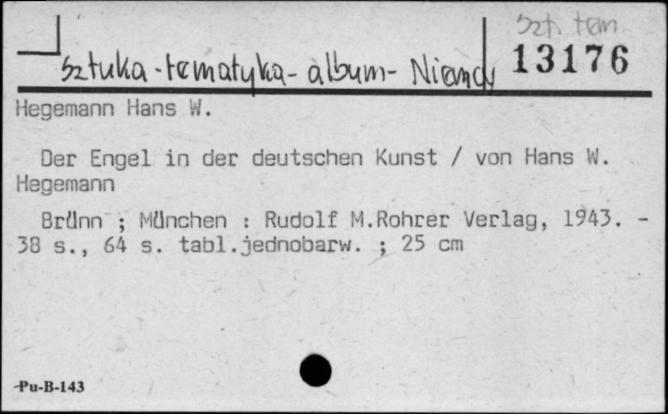 szt. tem
13176
Sztuka-tematyka-album-Niemcy
Hegemann Hans W.
Der Engel in der deutschen Kunst / von Hans W.
Hegemann
Brünn ; München : Rudolf M.Rohrer Verlag, 1943. -
38 s., 64 s. tabl.jednobarw. ; 25 cm
Pu-B-143